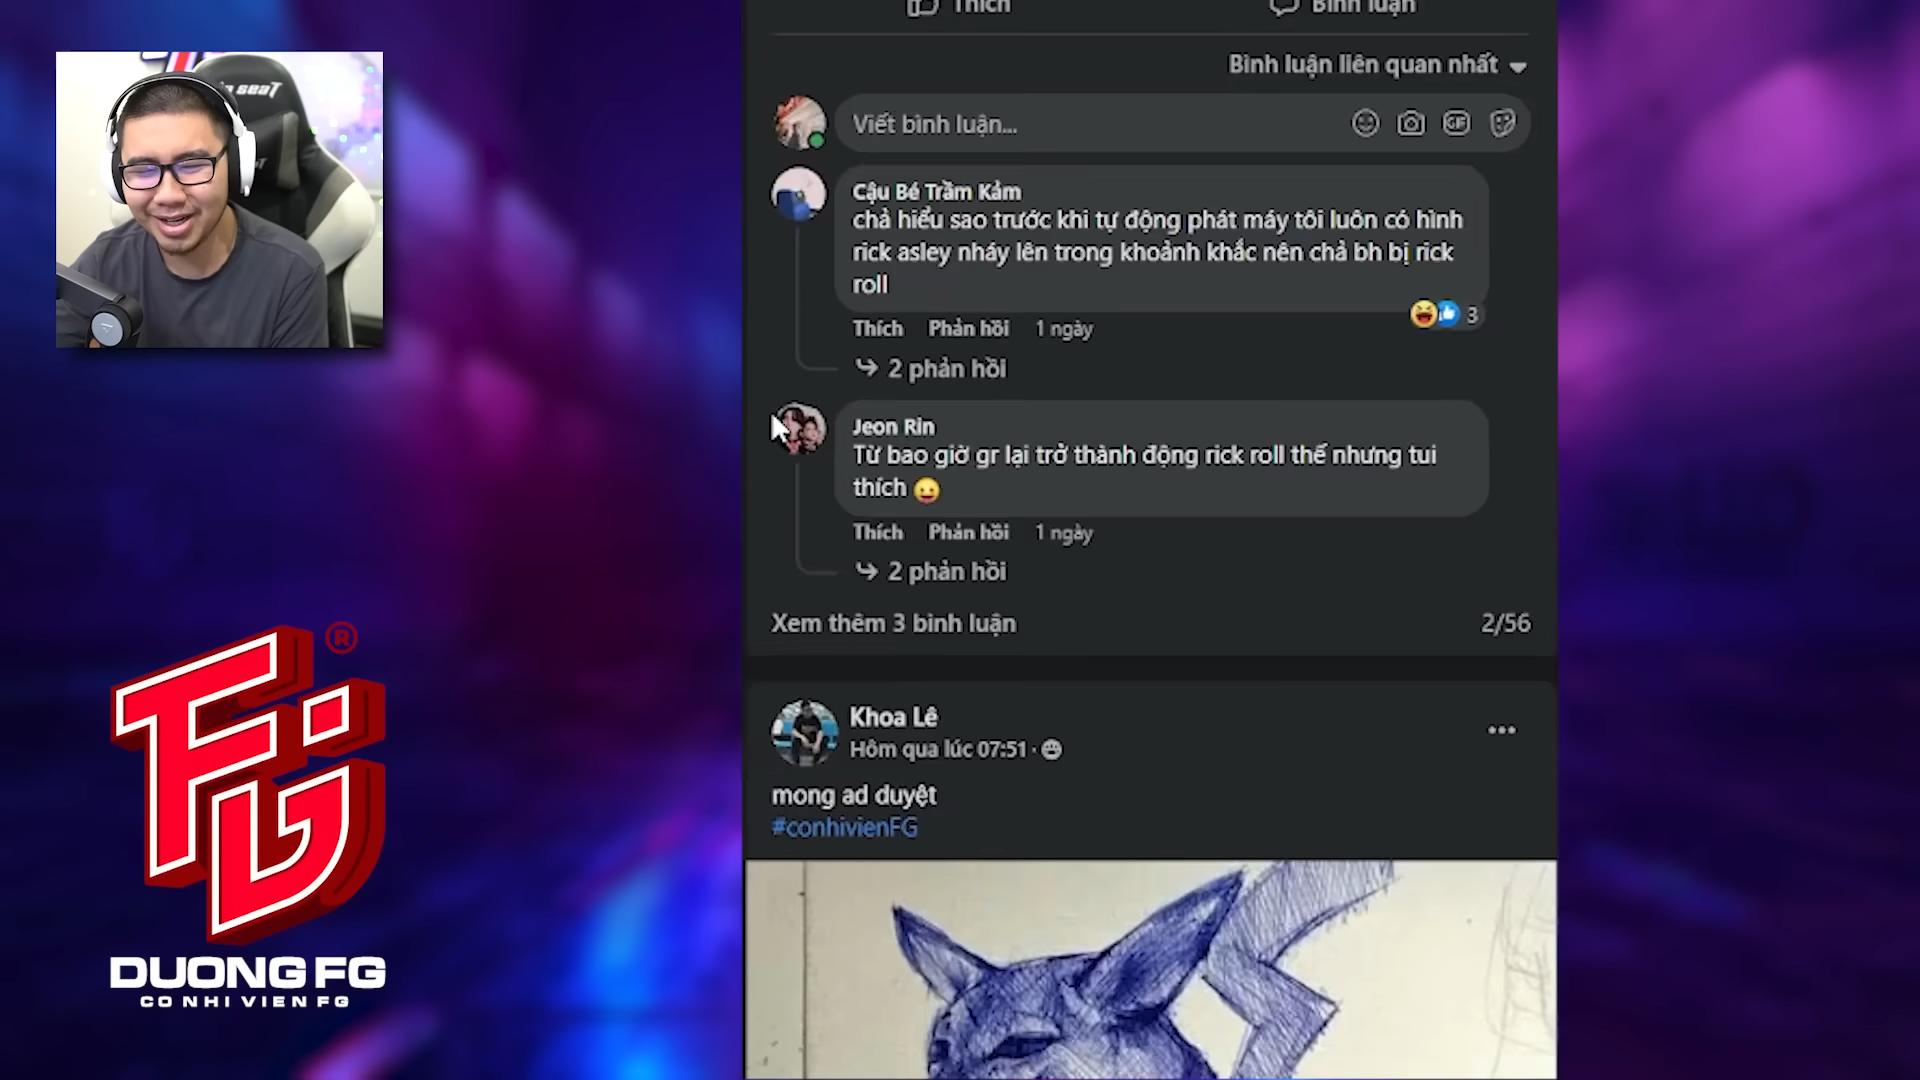 Thích
Bình luận
Bình luận liên quan nhất
Viết bình luận...
GIF
Cậu Bé Trầm Kảm
chả hiểu sao trước khi tự động phát máy tôi luôn có hình
rick asley nháy lên trong khoảnh khắc nên chả bh bị rick
roll
3
Thích Phản hồi 1 ngày
2 phản hồi
Jeon Rin
Từ bao giờ gr lại trở thành động rick roll thế nhưng tui
thích 😛
Thích Phản hồi 1 ngày
2 phản hồi
Xem thêm 3 bình luận 2/56
Khoa Lê
Hôm qua lúc 07:51 ·
mong ad duyệt
#conhivienFG
FG ®
DUONG FG
CO NHI VIEN FG